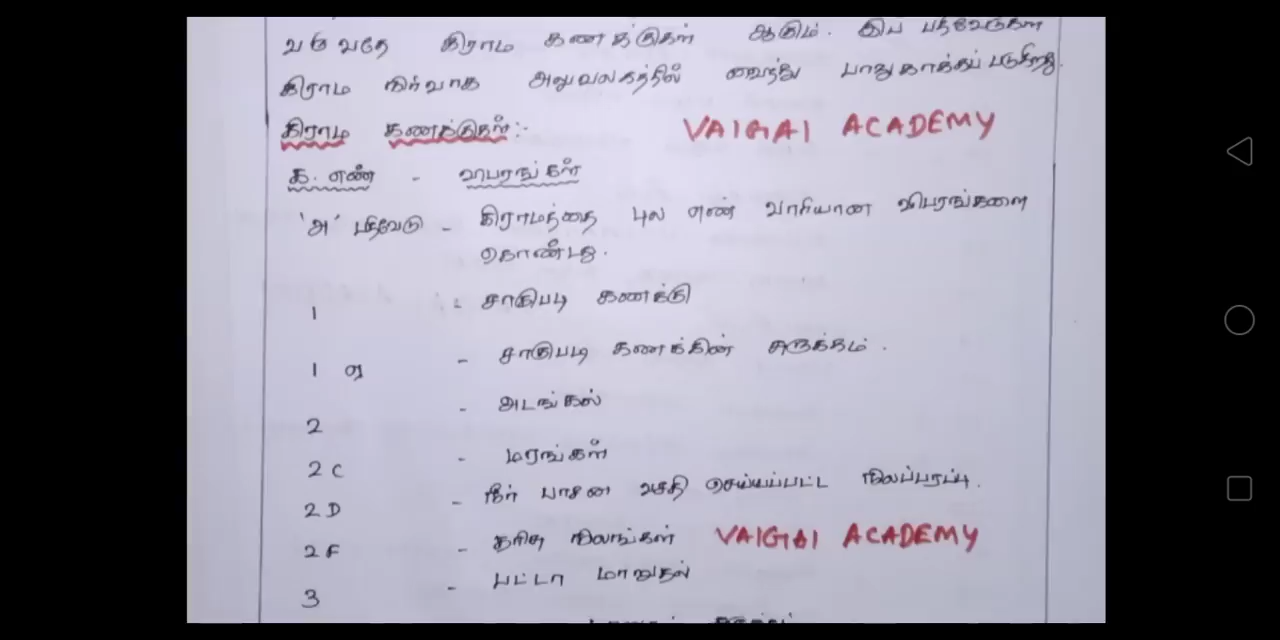 வருவதே கிராம கணக்குகள் ஆகும். இப் பதிவேடுகள்
கிராம நிர்வாக அலுவலகத்தில் வைத்து பாதுகாக்கப் படுகிறது.
கிராம கணக்குகள் :- VAIGAI ACADEMY
க. எண் - விபரங்கள்
'அ' பதிவேடு - கிராமத்தை புல எண் வாரியான விபரங்களை
கொண்டது.
1 - சாகுபடி கணக்கு
1 ஏ - சாகுபடி கணக்கின் சுருக்கம்.
2 - அடங்கல்
2 C - மரங்கள்
2 D - நீர் பாசன வசதி செய்யப்பட்ட நிலப்பரப்பு.
2 F - தரிசு நிலங்கள் VAIGAI ACADEMY
3 - பட்டா மாறுதல்